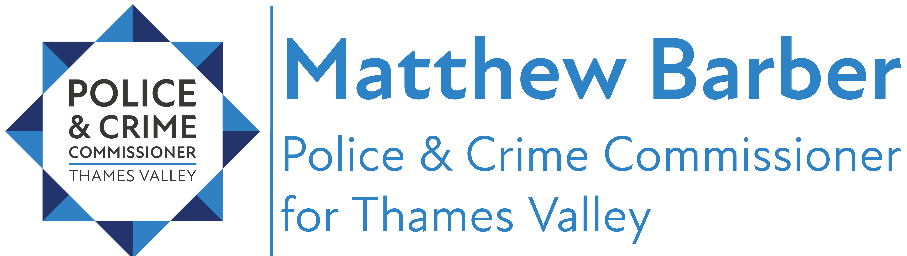 POLICE
& CRIME
COMMISSIONER
THAMES VALLEY
Matthew Barber
Police & Crime Commissioner
for Thames Valley